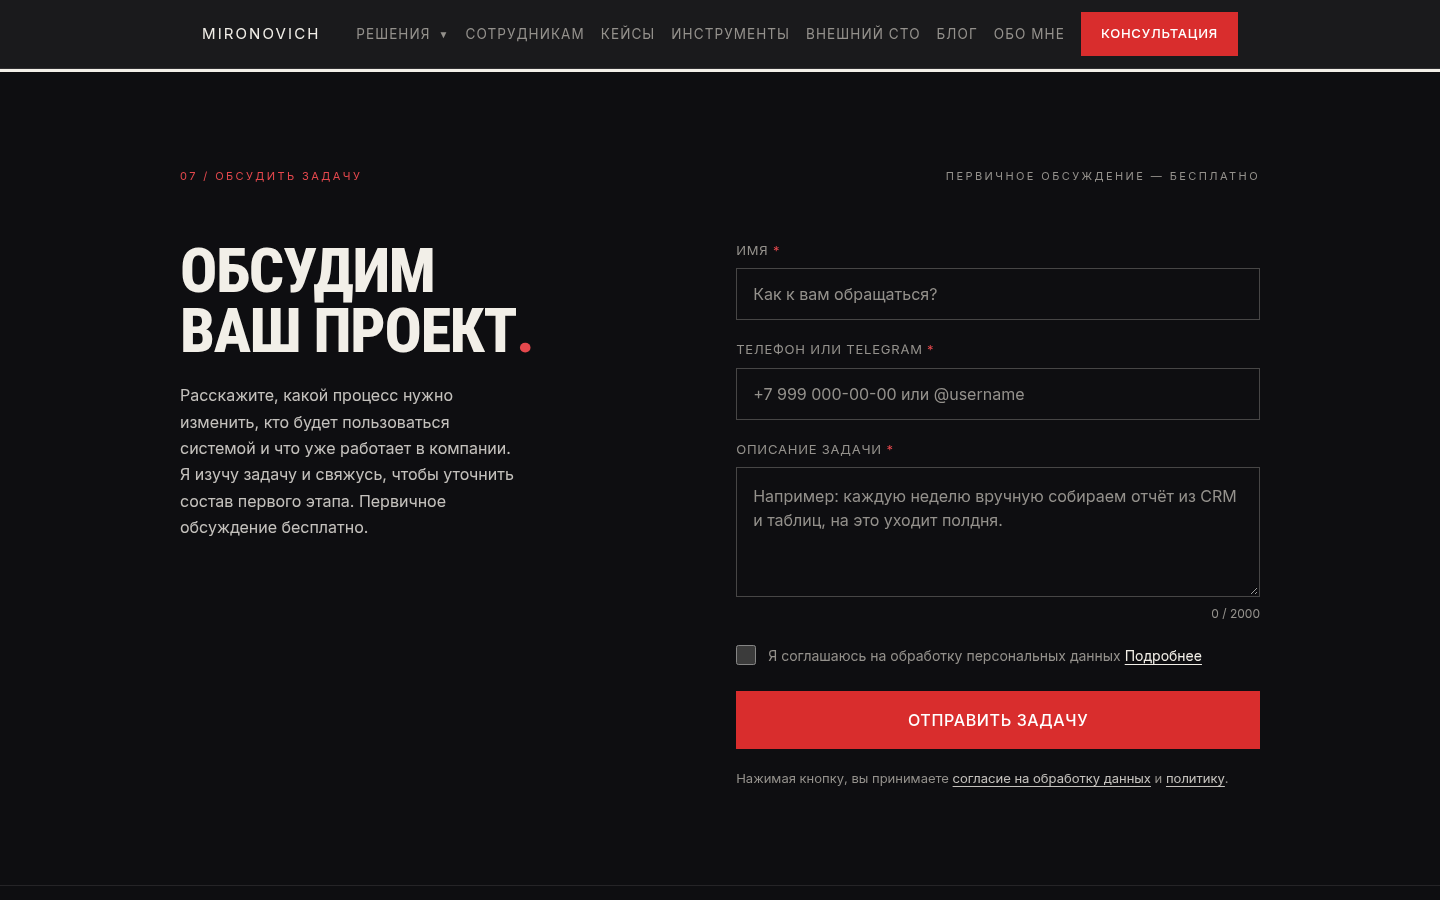 MIRONOVICH РЕШЕНИЯ ▼ СОТРУДНИКАМ КЕЙСЫ ИНСТРУМЕНТЫ ВНЕШНИЙ СТО БЛОГ ОБО МНЕ КОНСУЛЬТАЦИЯ
07 / ОБСУДИТЬ ЗАДАЧУ
ПЕРВИЧНОЕ ОБСУЖДЕНИЕ — БЕСПЛАТНО
ОБСУДИМ
ВАШ ПРОЕКТ.
Расскажите, какой процесс нужно
изменить, кто будет пользоваться
системой и что уже работает в компании.
Я изучу задачу и свяжусь, чтобы уточнить
состав первого этапа. Первичное
обсуждение бесплатно.
ИМЯ *
Как к вам обращаться?
ТЕЛЕФОН ИЛИ TELEGRAM *
+7 999 000-00-00 или @username
ОПИСАНИЕ ЗАДАЧИ *
Например: каждую неделю вручную собираем отчёт из CRM
и таблиц, на это уходит полдня.
0 / 2000
Я соглашаюсь на обработку персональных данных Подробнее
ОТПРАВИТЬ ЗАДАЧУ
Нажимая кнопку, вы принимаете согласие на обработку данных и политику.